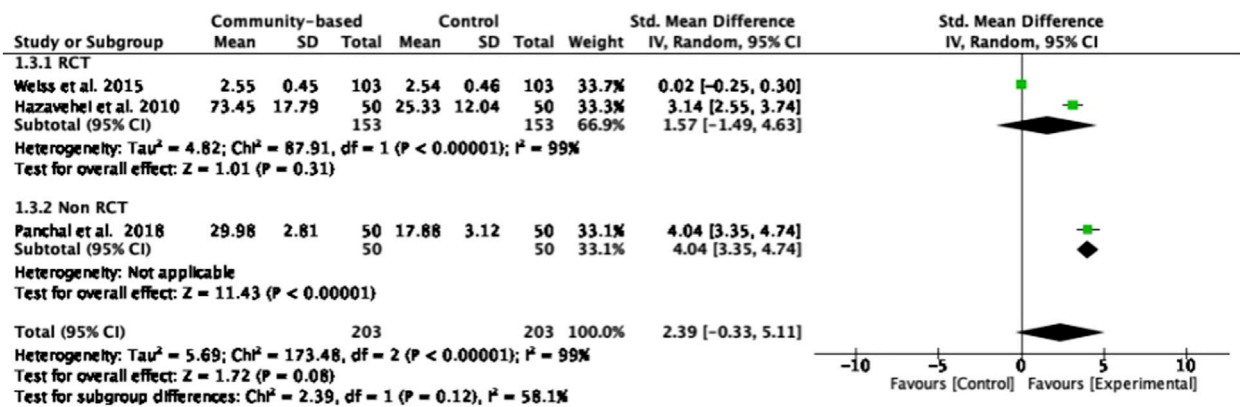 Community-based Control Std. Mean Difference Std. Mean Difference
Study or Subgroup Mean SD Total Mean SD Total Weight IV, Random, 95% CI IV, Random, 95% CI
1.3.1 RCT
Weiss et al. 2015 2.55 0.45 103 2.54 0.46 103 33.7% 0.02 [-0.25, 0.30]
Hazavehei et al. 2010 73.45 17.79 50 25.33 12.04 50 33.3% 3.14 [2.55, 3.74]
Subtotal (95% CI) 153 153 66.9% 1.57 [-1.49, 4.63]
Heterogeneity: Tau² = 4.82; Chi² = 87.91, df = 1 (P < 0.00001); I² = 99%
Test for overall effect: Z = 1.01 (P = 0.31)
1.3.2 Non RCT
Panchal et al. 2018 29.98 2.81 50 17.88 3.12 50 33.1% 4.04 [3.35, 4.74]
Subtotal (95% CI) 50 50 33.1% 4.04 [3.35, 4.74]
Heterogeneity: Not applicable
Test for overall effect: Z = 11.43 (P < 0.00001)
Total (95% CI) 203 203 100.0% 2.39 [-0.33, 5.11]
Heterogeneity: Tau² = 5.69; Chi² = 173.48, df = 2 (P < 0.00001); I² = 99%
Test for overall effect: Z = 1.72 (P = 0.08)
Test for subgroup differences: Chi² = 2.39, df = 1 (P = 0.12), I² = 58.1%
-10 -5 0 5 10
Favours [Control] Favours [Experimental]